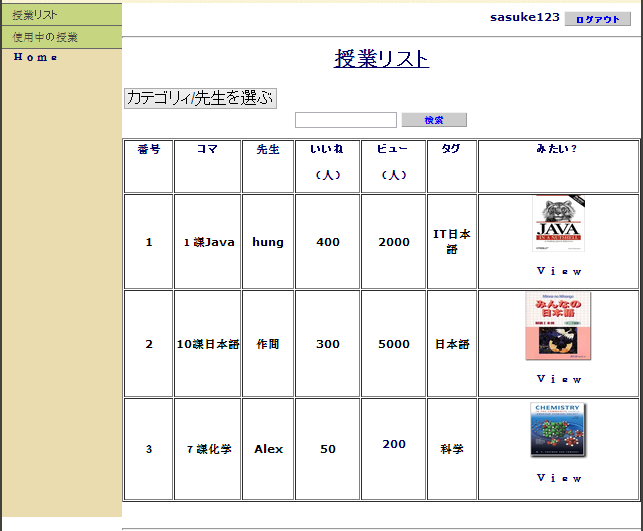 授業リスト
使用中の授業
Ｈｏｍｅ
sasuke123 ログアウト
授業リスト
カテゴリィ/先生を選ぶ
検索
番号 コマ 先生 いいね ビュー タグ みたい？
（人） （人）
1 １課Java hung 400 2000 IT日本
語
JAVA
IN A NUTSHELL
Ｖｉｅｗ
2 10課日本語 作間 300 5000 日本語
みんなの
日本語
Ｖｉｅｗ
3 ７課化学 Alex 50 200 科学
CHEMISTRY
Ｖｉｅｗ